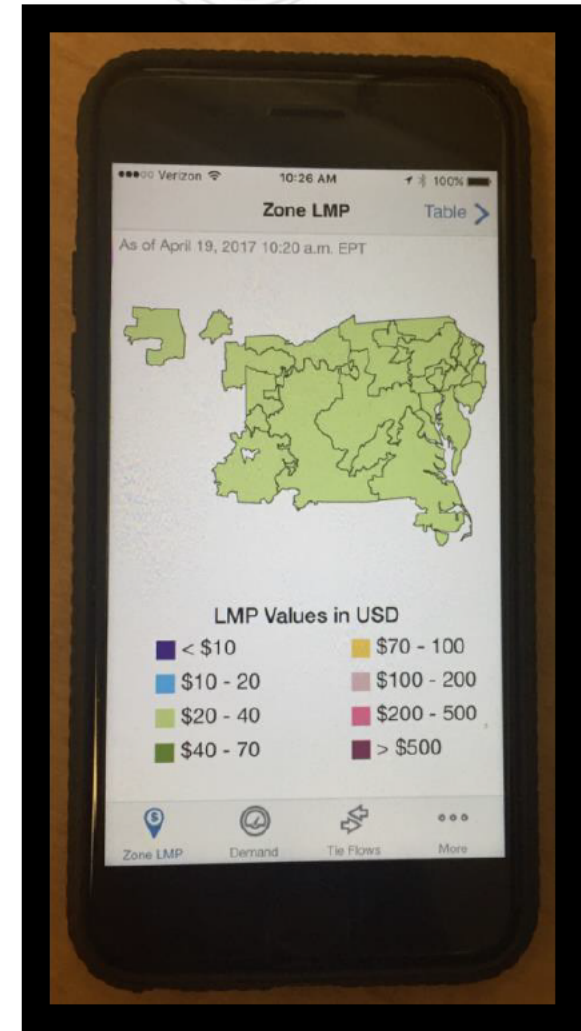 Verizon 10:26 AM 100%
Zone LMP Table
As of April 19, 2017 10:20 a.m. EPT
LMP Values in USD
< $10 $70 - 100
$10 - 20 $100 - 200
$20 - 40 $200 - 500
$40 - 70 > $500
$
Zone LMP Demand Tie Flows More